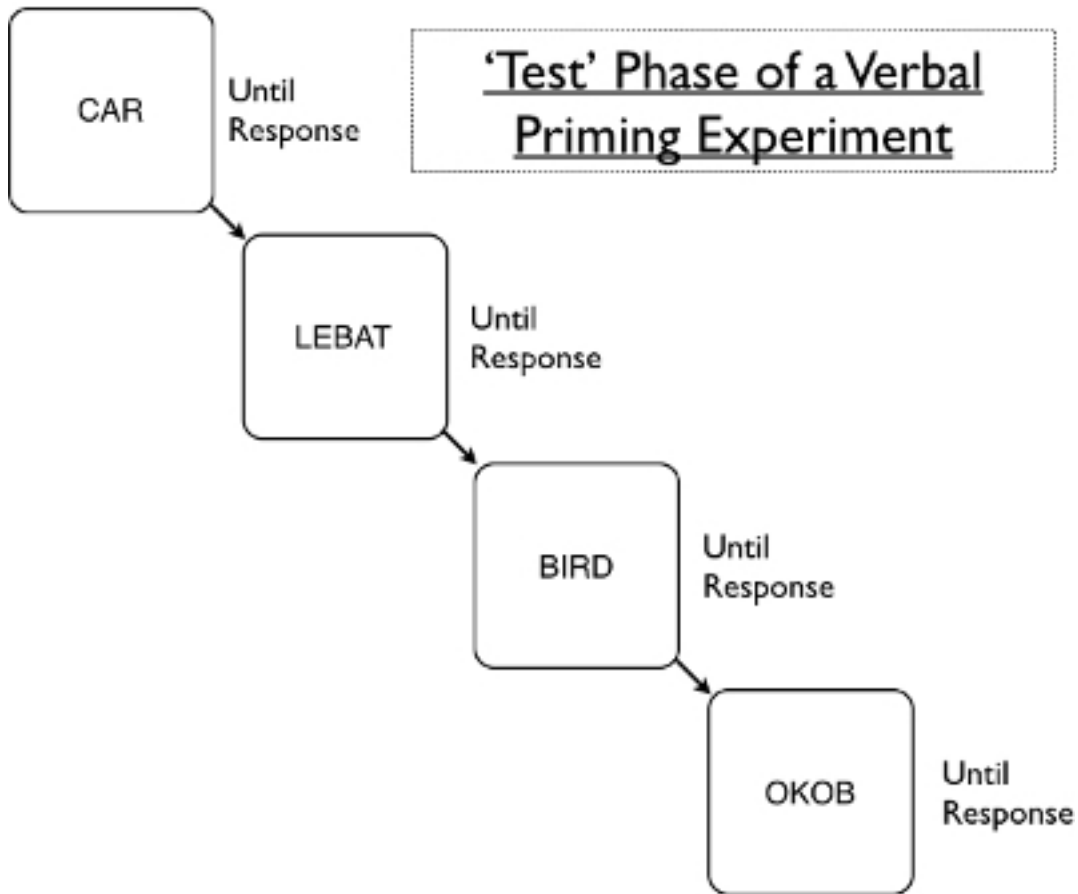 ‘Test’ Phase of a Verbal
Priming Experiment
CAR
Until
Response
LEBAT
Until
Response
BIRD
Until
Response
OKOB
Until
Response